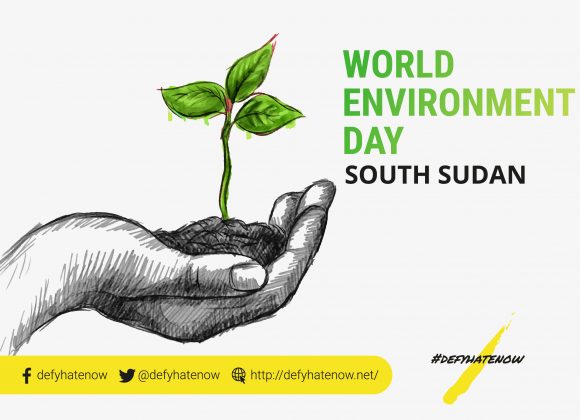 WORLD
ENVIRONMENT
DAY
SOUTH SUDAN
#DEFYHATENOW
defyhatenow @defyhatenow http://defyhatenow.net/